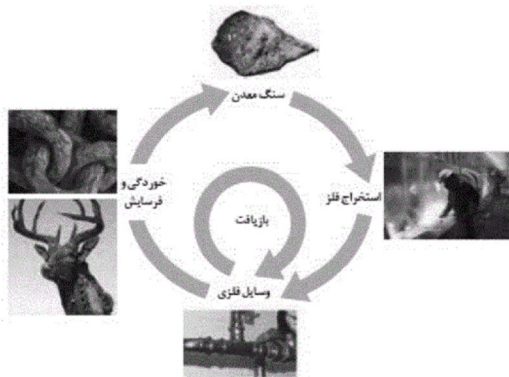 سنگ معدن
استخراج فلز
وسایل فلزی
خوردگی و
فرسایش
بازیافت